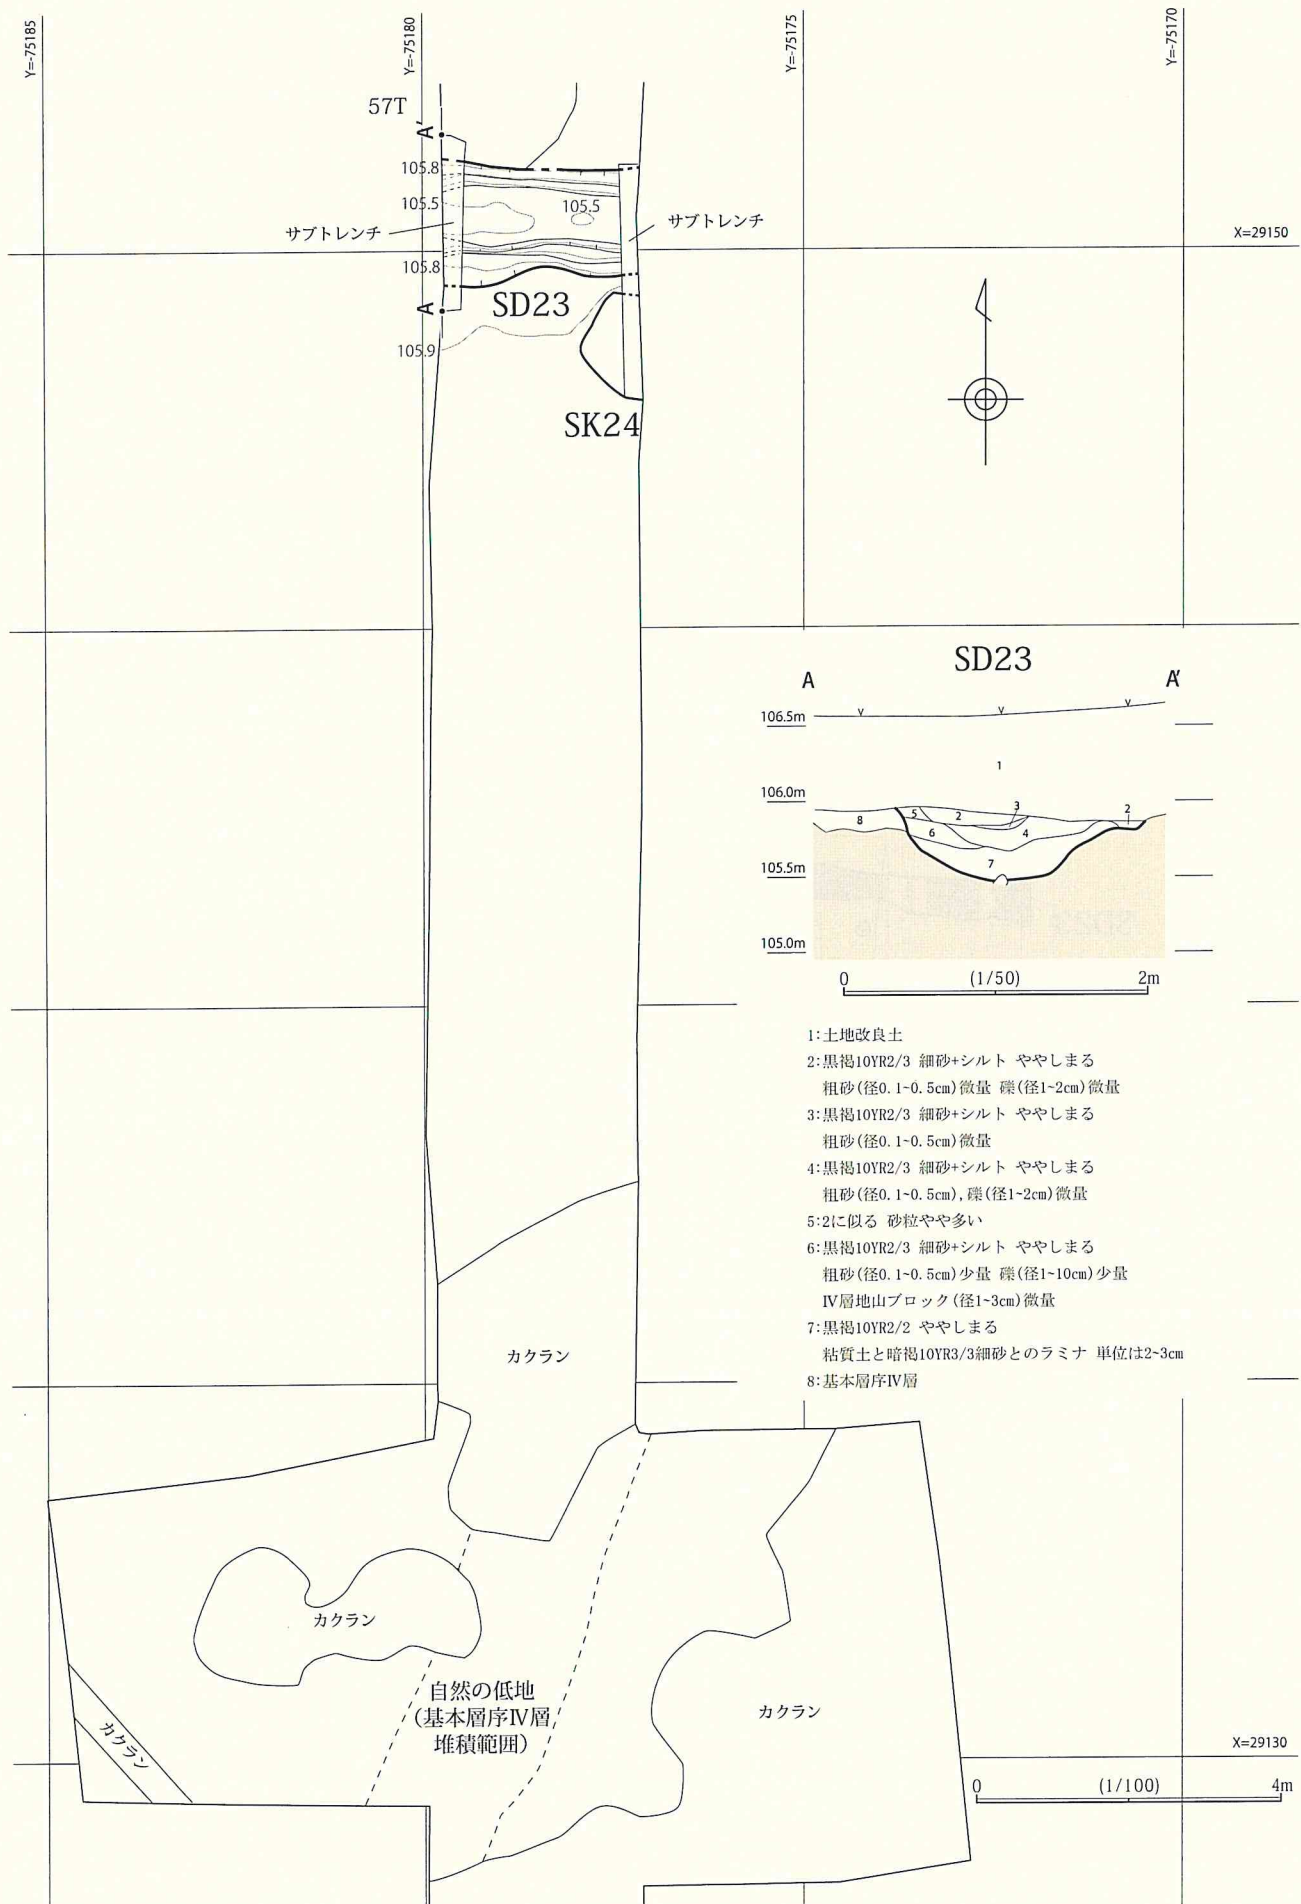 Y=-75185
Y=-75180
Y=-75175
Y=-75170
57T
A'
105.8
105.5
105.5
サブトレンチ
サブトレンチ
X=29150
105.8
A
SD23
105.9
SK24
SD23
A
A'
106.5m
106.0m
105.5m
105.0m
1
2
3
2
5
8
6
4
7
0
(1/50)
2m
1:土地改良土
2:黒褐10YR2/3 細砂+シルト ややしまる
粗砂(径0.1~0.5cm)微量 礫(径1~2cm)微量
3:黒褐10YR2/3 細砂+シルト ややしまる
粗砂(径0.1~0.5cm)微量
4:黒褐10YR2/3 細砂+シルト ややしまる
粗砂(径0.1~0.5cm),礫(径1~2cm)微量
5:2に似る 砂粒やや多い
6:黒褐10YR2/3 細砂+シルト ややしまる
粗砂(径0.1~0.5cm)少量 礫(径1~10cm)少量
Ⅳ層地山ブロック(径1~3cm)微量
7:黒褐10YR2/2 ややしまる
粘質土と暗褐10YR3/3細砂とのラミナ 単位は2~3cm
8:基本層序Ⅳ層
カクラン
カクラン
自然の低地
(基本層序Ⅳ層
堆積範囲)
カクラン
カクラン
X=29130
0
(1/100)
4m